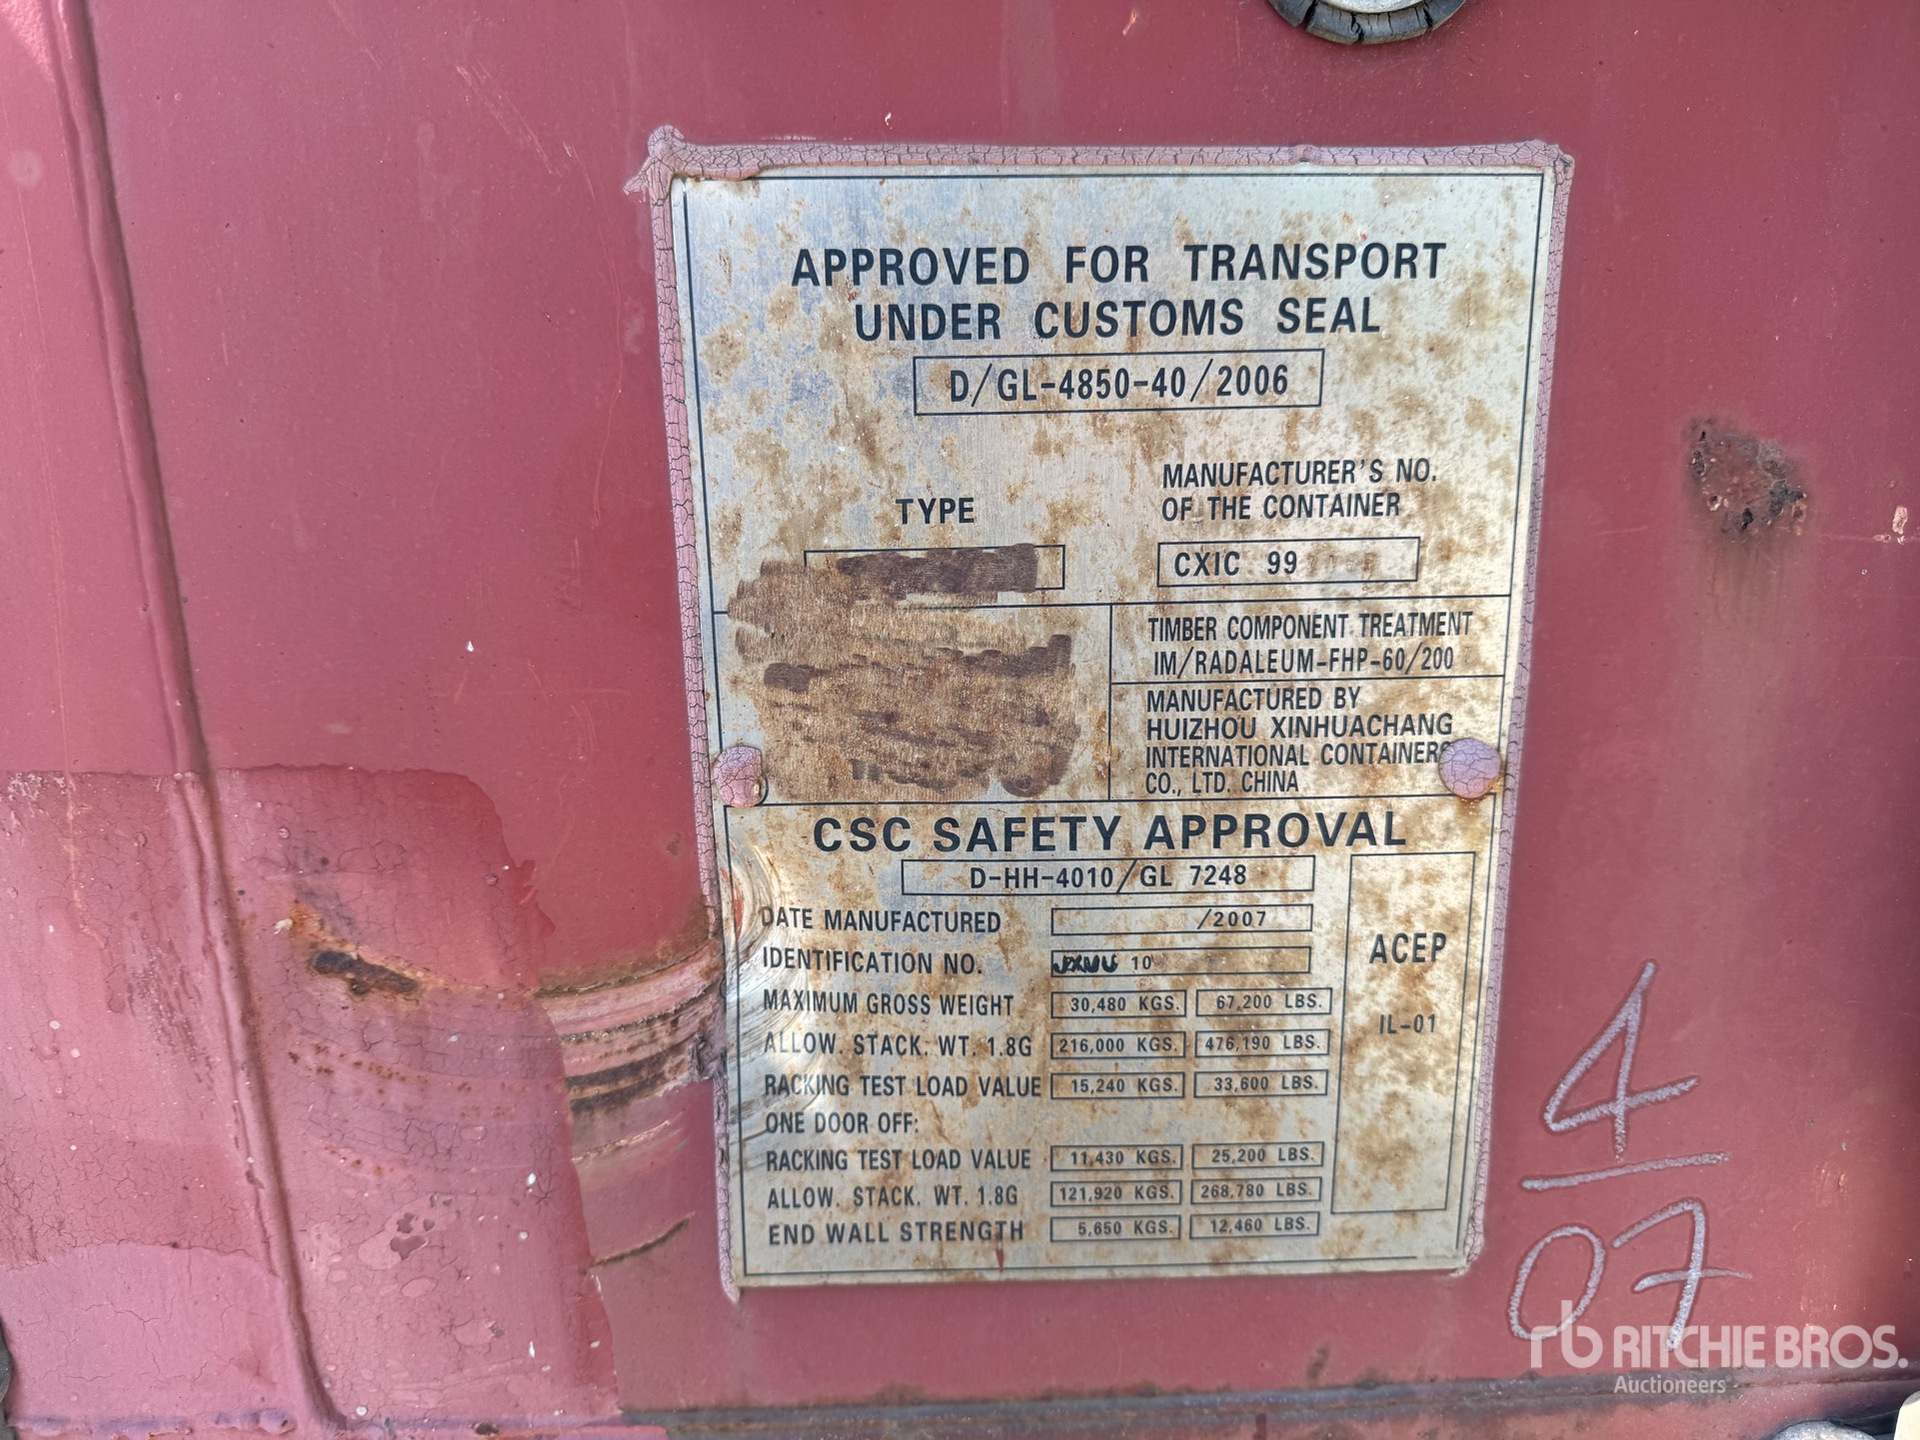 APPROVED FOR TRANSPORT
UNDER CUSTOMS SEAL
D/GL-4850-40/2006
TYPE
MANUFACTURER'S NO.
OF THE CONTAINER
CXIC 99
TIMBER COMPONENT TREATMENT
IM/RADALEUM-FHP-60/200
MANUFACTURED BY
HUIZHOU XINHUACHANG
INTERNATIONAL CONTAINERS
CO., LTD. CHINA
CSC SAFETY APPROVAL
D-HH-4010/GL 7248
DATE MANUFACTURED /2007
IDENTIFICATION NO. 10
MAXIMUM GROSS WEIGHT 30,480 KGS. 67,200 LBS.
ALLOW. STACK. WT. 1.8G 216,000 KGS. 476,190 LBS.
RACKING TEST LOAD VALUE 15,240 KGS. 33,600 LBS.
ONE DOOR OFF:
RACKING TEST LOAD VALUE 11,430 KGS. 25,200 LBS.
ALLOW. STACK. WT. 1.8G 121,920 KGS. 268,780 LBS.
END WALL STRENGTH 5,650 KGS. 12,460 LBS.
ACEP
IL-01
4
07
rb RITCHIE BROS.
Auctioneers